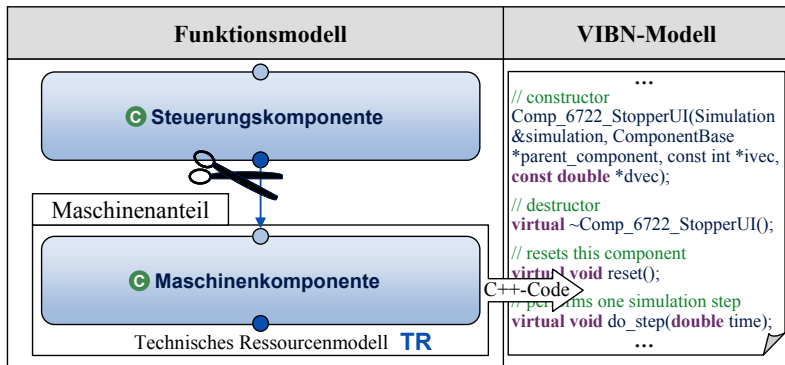 Funktionsmodell
VIBN-Modell
C Steuerungskomponente
Maschinenanteil
C Maschinenkomponente
Technisches Ressourcenmodell TR
C++-Code
...
// constructor
Comp_6722_StopperUI(Simulation
&simulation, ComponentBase
*parent_component, const int *ivec,
const double *dvec);
// destructor
virtual ~Comp_6722_StopperUI();
// resets this component
virtual void reset();
// performs one simulation step
virtual void do_step(double time);
...